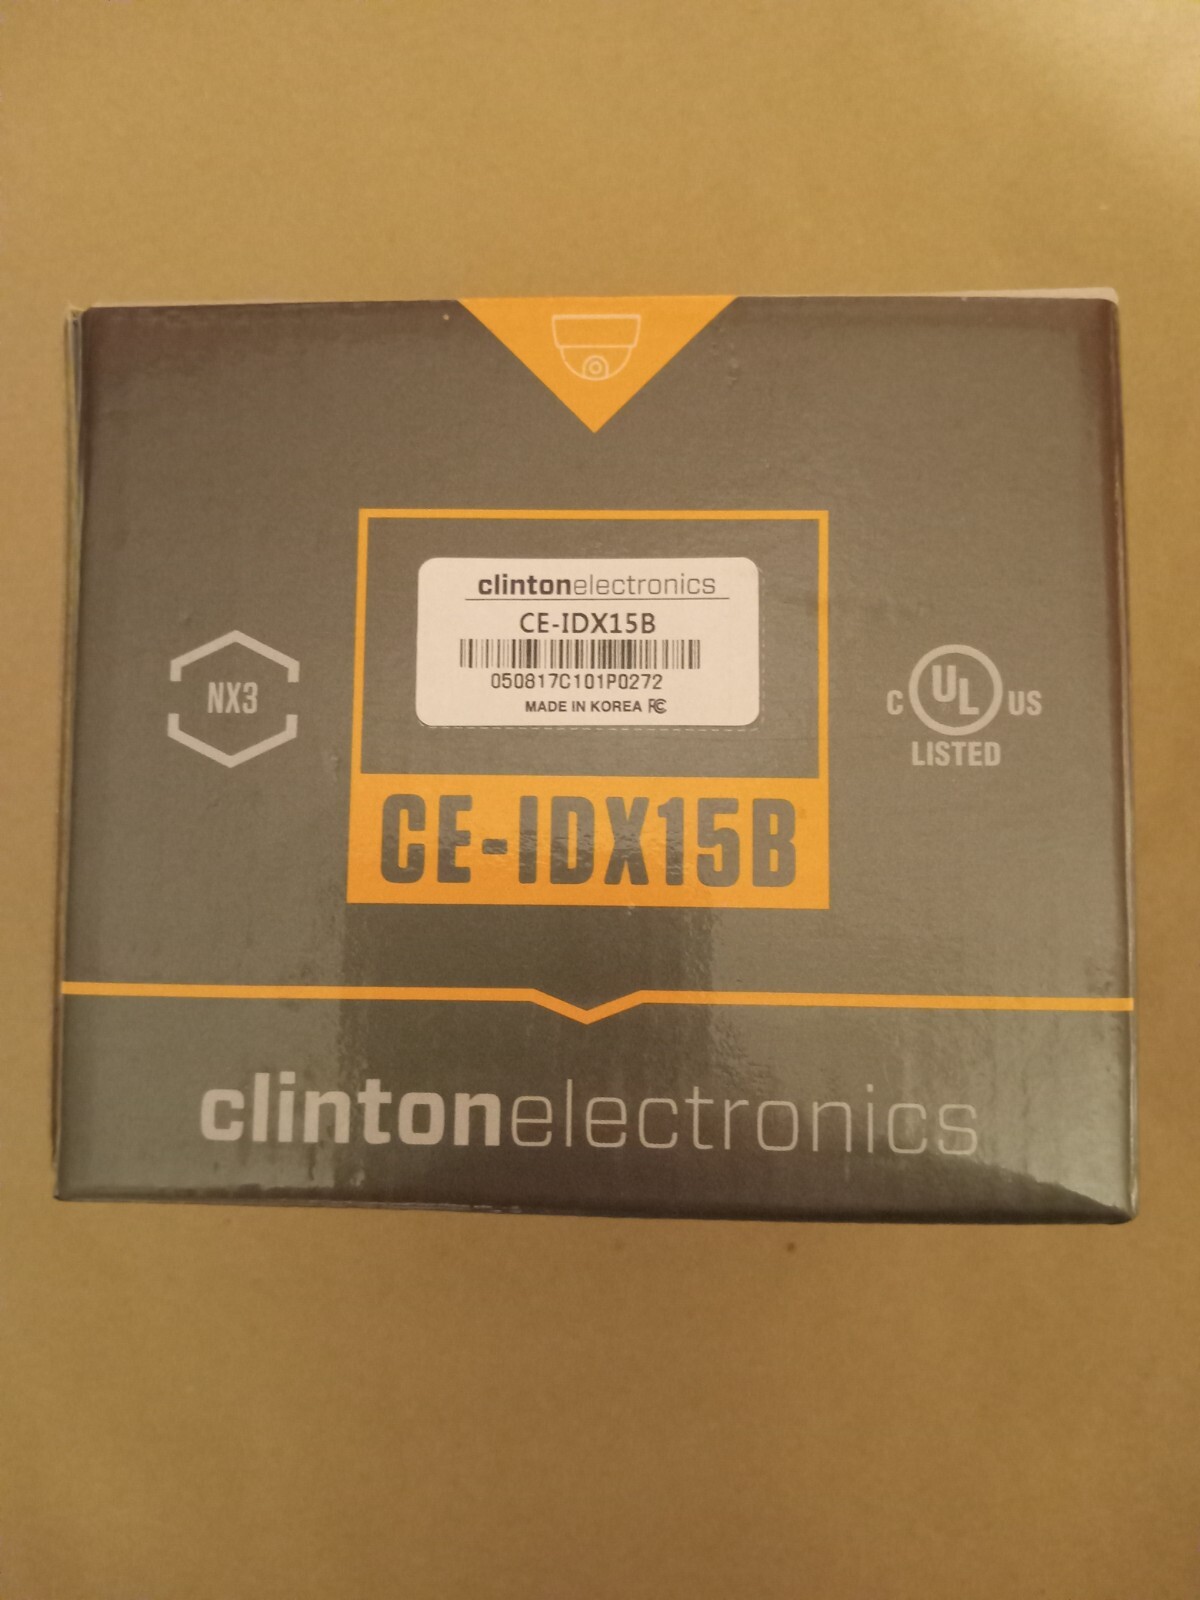 clintonelectronics
CE-IDX15B
050817C101P0272
MADE IN KOREA FC
NX3
C UL US
LISTED
CE-IDX15B
clintonelectronics